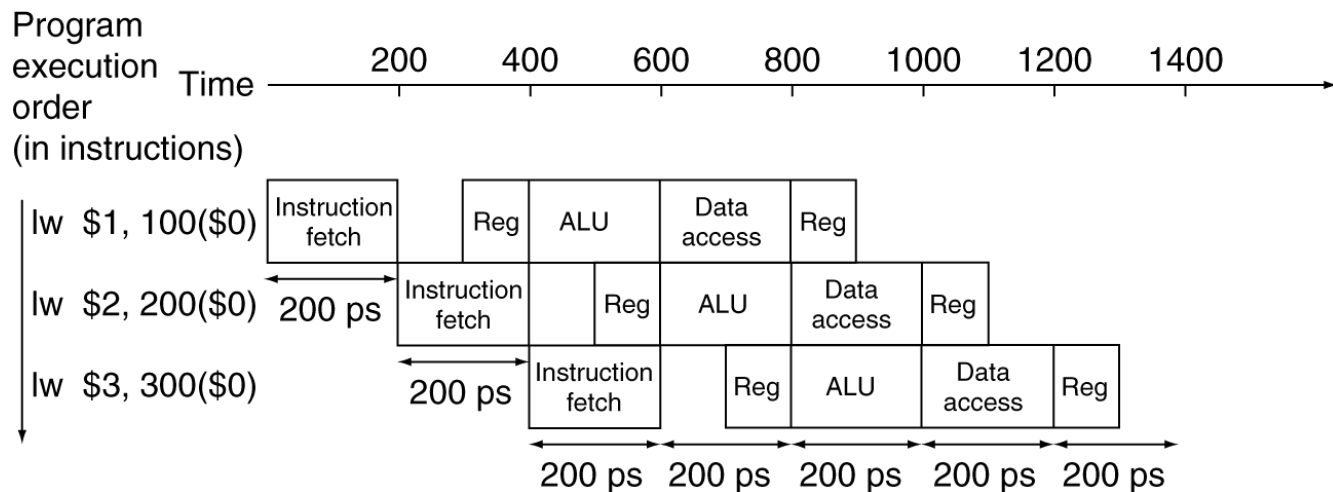 Program
execution
order
(in instructions)
Time
200 400 600 800 1000 1200 1400
lw $1, 100($0)
Instruction
fetch
Reg
ALU
Data
access
Reg
200 ps
lw $2, 200($0)
Instruction
fetch
Reg
ALU
Data
access
Reg
200 ps
lw $3, 300($0)
Instruction
fetch
Reg
ALU
Data
access
Reg
200 ps 200 ps 200 ps 200 ps 200 ps